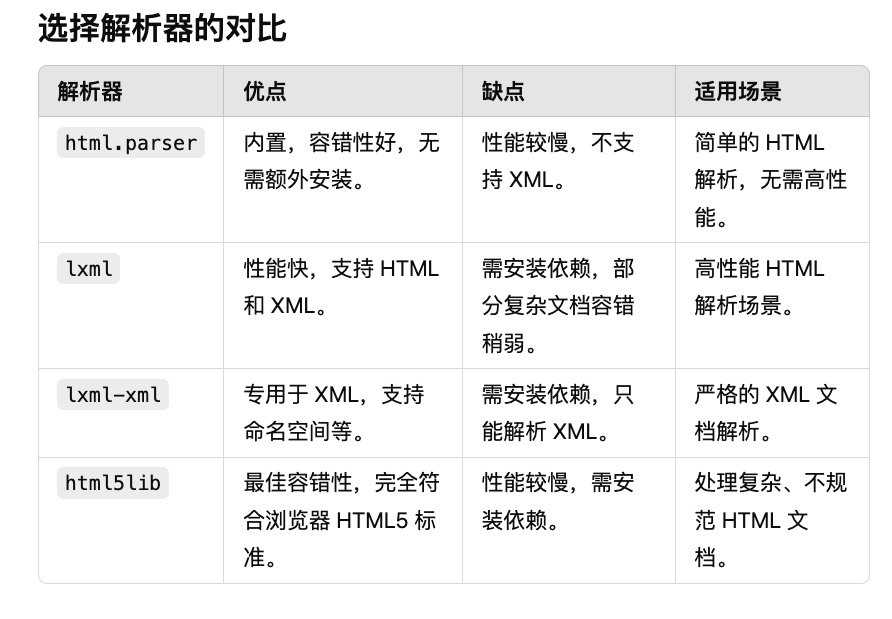 选择解析器的对比
解析器 优点 缺点 适用场景
html.parser 内置，容错性好，无 性能较慢，不支 简单的 HTML
需额外安装。 持 XML。 解析，无需高性
能。
lxml 性能快，支持 HTML 需安装依赖，部 高性能 HTML
和 XML。 分复杂文档容错 解析场景。
稍弱。
lxml-xml 专用于 XML，支持 需安装依赖，只 严格的 XML 文
命名空间等。 能解析 XML。 档解析。
html5lib 最佳容错性，完全符 性能较慢，需安 处理复杂、不规
合浏览器 HTML5 标 装依赖。 范 HTML 文
准。 档。